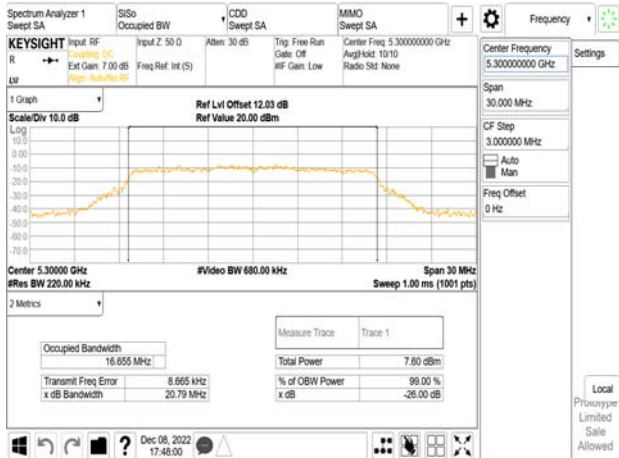 Spectrum Analyzer 1
Swept SA
SiSo
Occupied BW
CDD
Swept SA
MIMO
Swept SA
+
Frequency
KEYSIGHT
R
LXI
Input: RF
Coupling: DC
Ext Gain: 7.00 dB
Align: Auto/No RF
Input Z: 50 Ω
Freq Ref: Int (S)
Atten: 30 dB
Trig: Free Run
Gate: Off
#IF Gain: Low
Center Freq: 5.300000000 GHz
Avg|Hold: 10/10
Radio Std: None
Center Frequency
5.300000000 GHz
Settings
Span
30.000 MHz
CF Step
3.000000 MHz
Auto
Man
Freq Offset
0 Hz
1 Graph
Scale/Div 10.0 dB
Ref Lvl Offset 12.03 dB
Ref Value 20.00 dBm
Log
10.0
0.00
-10.0
-20.0
-30.0
-40.0
-50.0
-60.0
-70.0
Center 5.30000 GHz
#Res BW 220.00 kHz
#Video BW 680.00 kHz
Span 30 MHz
Sweep 1.00 ms (1001 pts)
2 Metrics
Measure Trace
Trace 1
Occupied Bandwidth
16.655 MHz
Total Power
7.60 dBm
Transmit Freq Error
8.665 kHz
% of OBW Power
99.00 %
x dB Bandwidth
20.79 MHz
x dB
-26.00 dB
Local
Prototype
Limited
Sale
Allowed
?
Dec 08, 2022
17:48:00